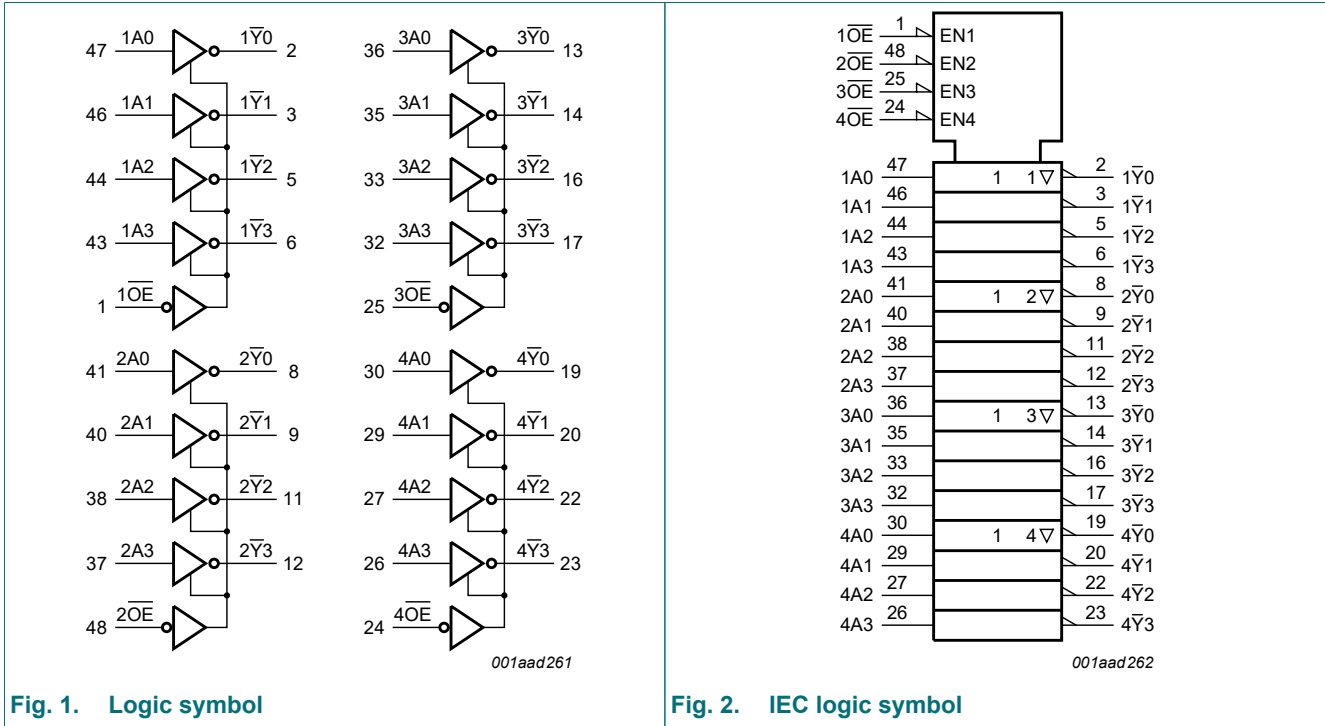 47 1A0 1Y̅0 2
46 1A1 1Y̅1 3
44 1A2 1Y̅2 5
43 1A3 1Y̅3 6
1 1O̅E̅
41 2A0 2Y̅0 8
40 2A1 2Y̅1 9
38 2A2 2Y̅2 11
37 2A3 2Y̅3 12
48 2O̅E̅
36 3A0 3Y̅0 13
35 3A1 3Y̅1 14
33 3A2 3Y̅2 16
32 3A3 3Y̅3 17
25 3O̅E̅
30 4A0 4Y̅0 19
29 4A1 4Y̅1 20
27 4A2 4Y̅2 22
26 4A3 4Y̅3 23
24 4O̅E̅
001aad261
Fig. 1. Logic symbol
1O̅E̅ 1 EN1
2O̅E̅ 48 EN2
3O̅E̅ 25 EN3
4O̅E̅ 24 EN4
1A0 47 1 1▽ 2 1Y̅0
1A1 46 3 1Y̅1
1A2 44 5 1Y̅2
1A3 43 6 1Y̅3
2A0 41 1 2▽ 8 2Y̅0
2A1 40 9 2Y̅1
2A2 38 11 2Y̅2
2A3 37 12 2Y̅3
3A0 36 1 3▽ 13 3Y̅0
3A1 35 14 3Y̅1
3A2 33 16 3Y̅2
3A3 32 17 3Y̅3
4A0 30 1 4▽ 19 4Y̅0
4A1 29 20 4Y̅1
4A2 27 22 4Y̅2
4A3 26 23 4Y̅3
001aad262
Fig. 2. IEC logic symbol